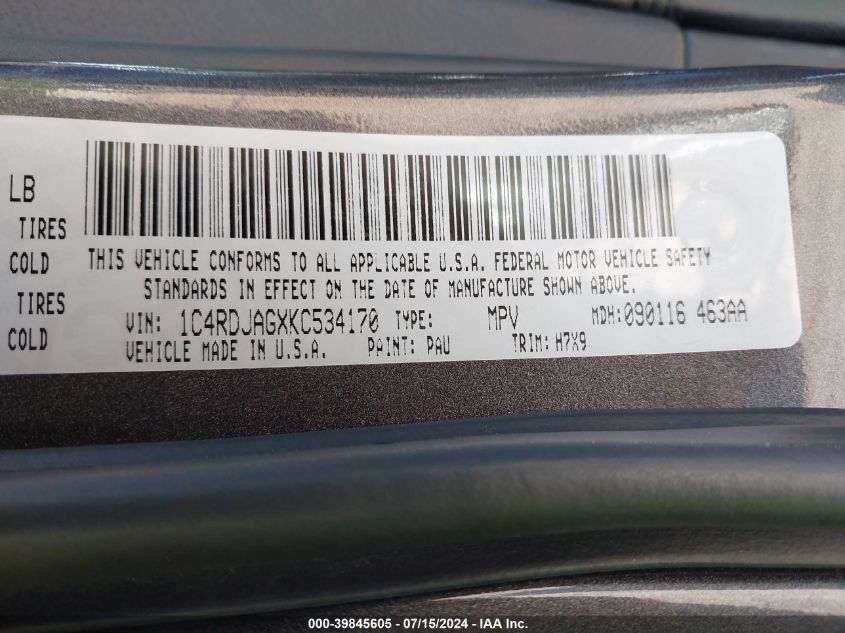 LB
TIRES
COLD
TIRES
COLD
THIS VEHICLE CONFORMS TO ALL APPLICABLE U.S.A. FEDERAL MOTOR VEHICLE SAFETY
STANDARDS IN EFFECT ON THE DATE OF MANUFACTURE SHOWN ABOVE.
VIN: 1C4RDJAGXKC534170 TYPE: MPV MDH:090116 463AA
VEHICLE MADE IN U.S.A. PAINT: PAU TRIM: H7X9
000-39845605 - 07/15/2024 - IAA Inc.